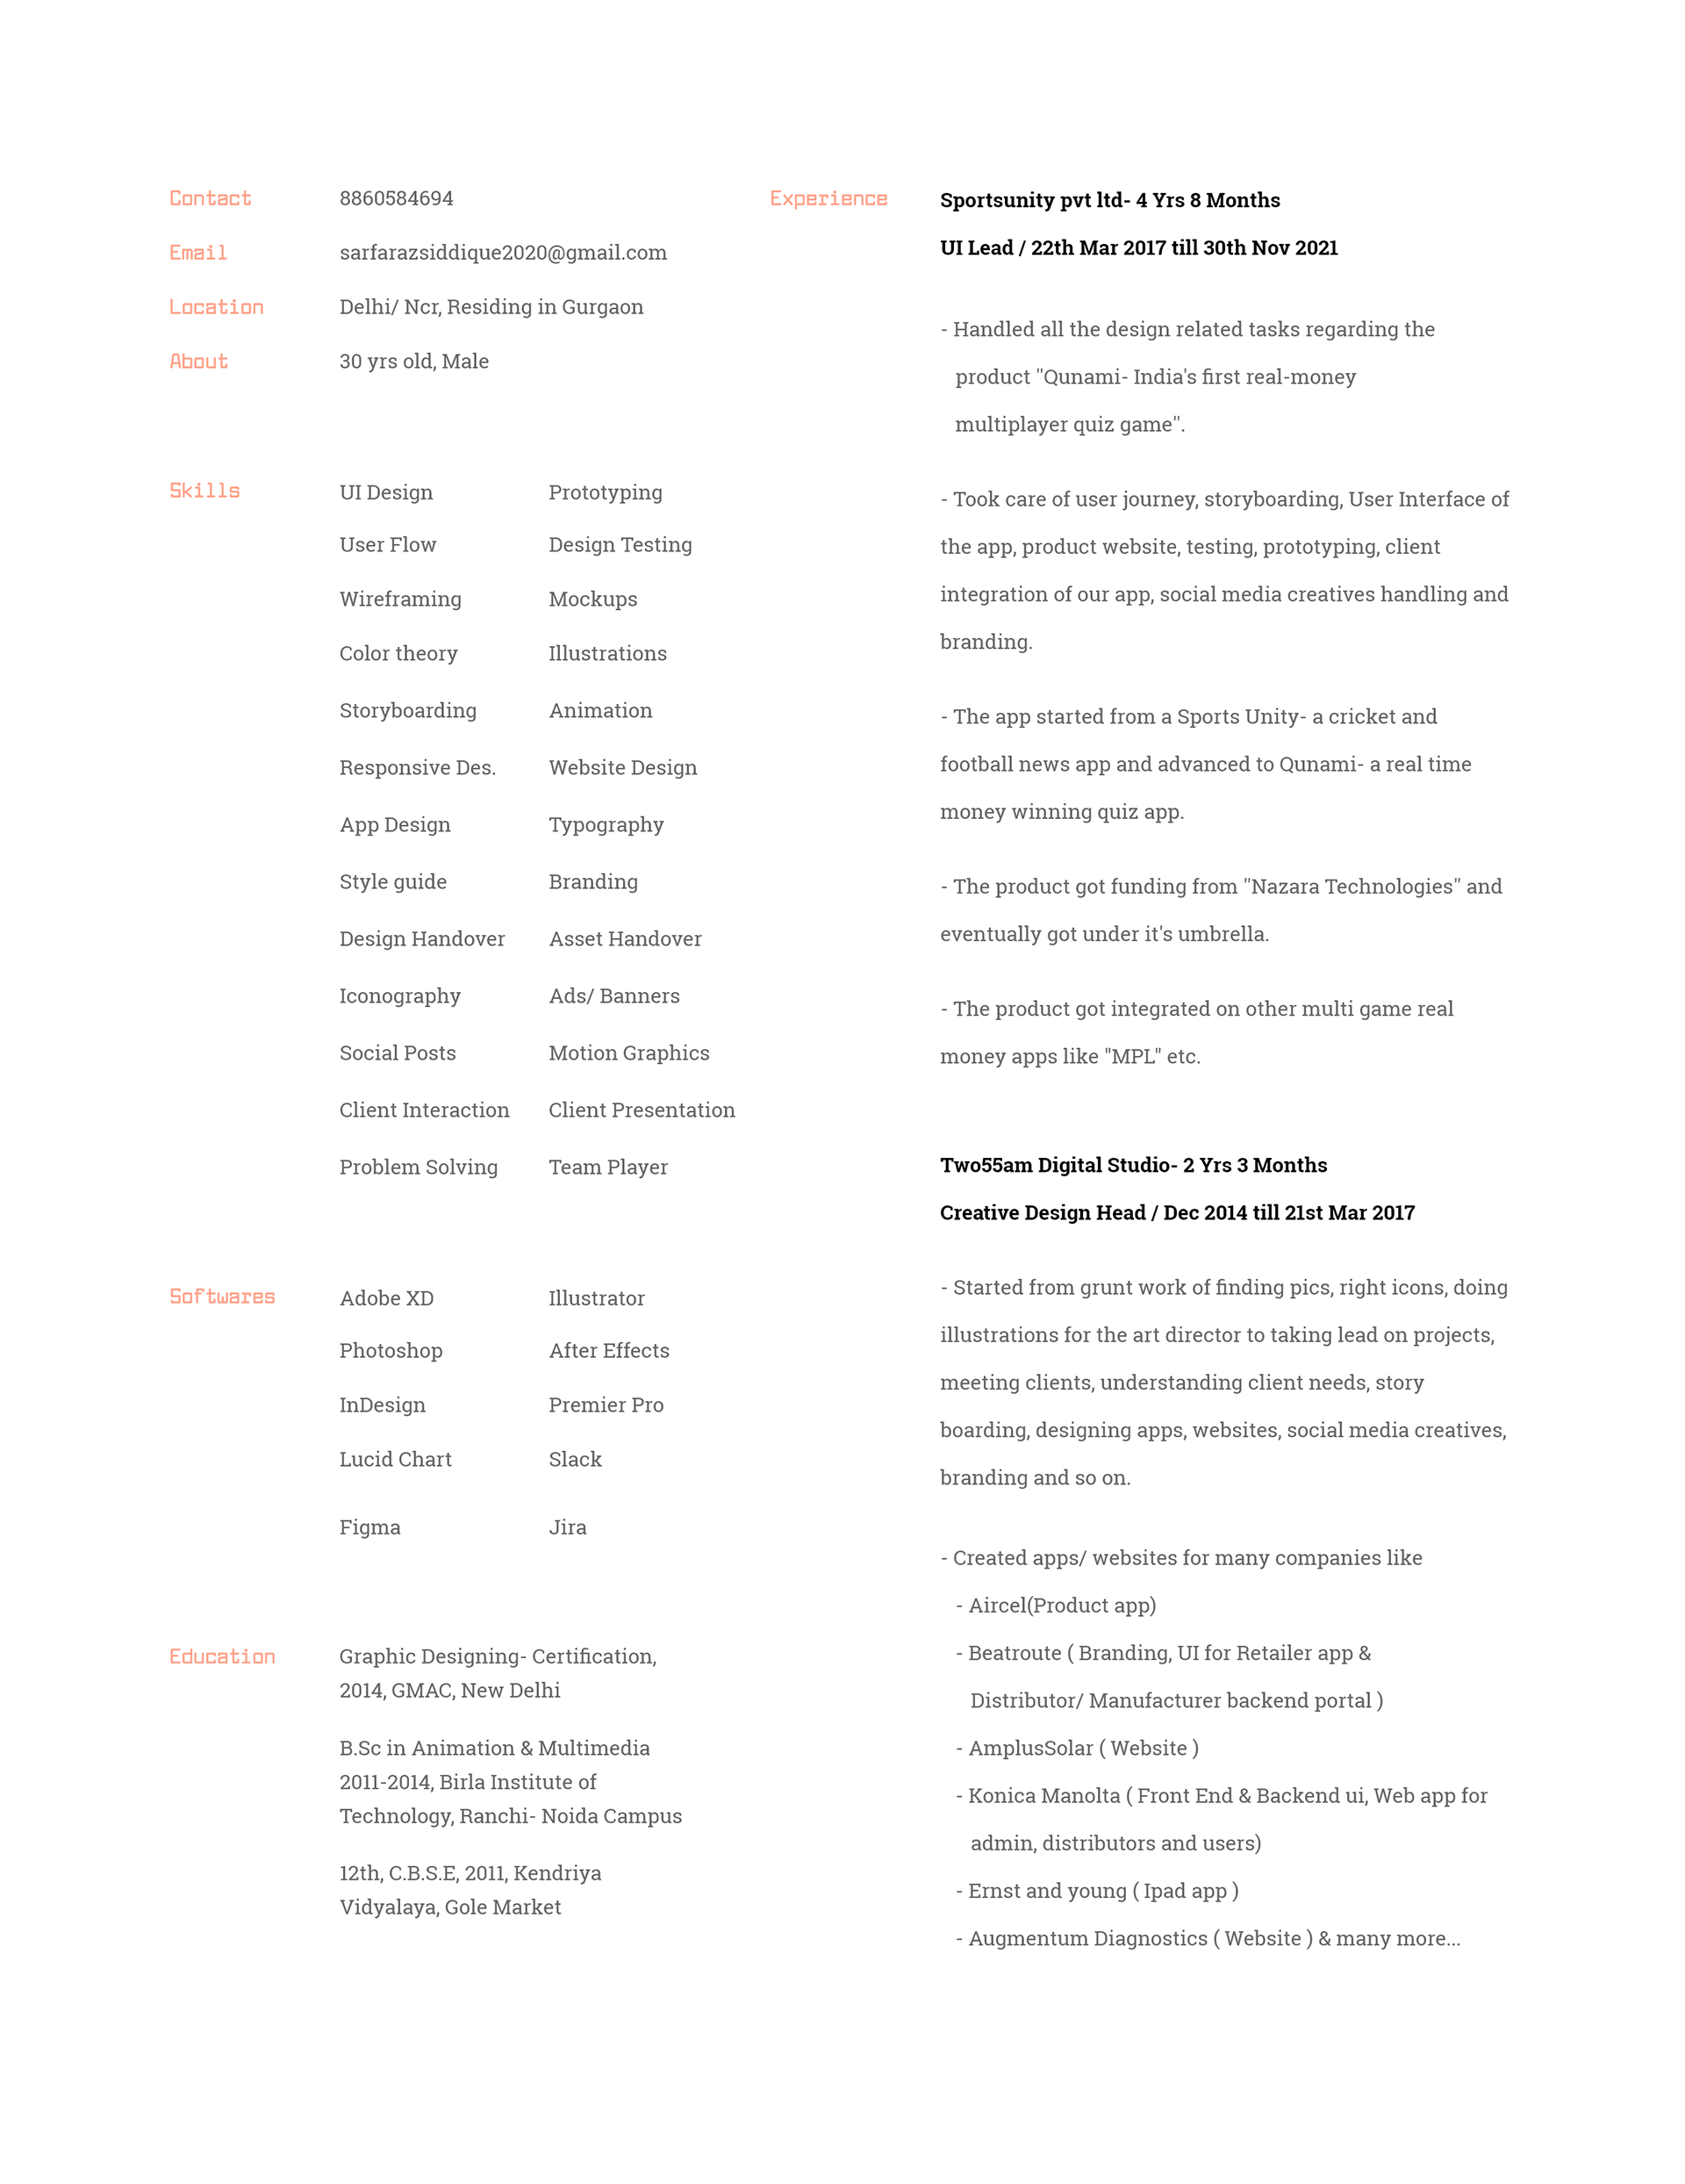 Contact 8860584694
Email sarfarazsiddique2020@gmail.com
Location Delhi/ Ncr, Residing in Gurgaon
About 30 yrs old, Male
Skills UI Design Prototyping
User Flow Design Testing
Wireframing Mockups
Color theory Illustrations
Storyboarding Animation
Responsive Des. Website Design
App Design Typography
Style guide Branding
Design Handover Asset Handover
Iconography Ads/ Banners
Social Posts Motion Graphics
Client Interaction Client Presentation
Problem Solving Team Player
Softwares Adobe XD Illustrator
Photoshop After Effects
InDesign Premier Pro
Lucid Chart Slack
Figma Jira
Education Graphic Designing- Certification,
2014, GMAC, New Delhi
B.Sc in Animation & Multimedia
2011-2014, Birla Institute of
Technology, Ranchi- Noida Campus
12th, C.B.S.E, 2011, Kendriya
Vidyalaya, Gole Market
Experience Sportsunity pvt ltd- 4 Yrs 8 Months
UI Lead / 22th Mar 2017 till 30th Nov 2021
- Handled all the design related tasks regarding the
product "Qunami- India's first real-money
multiplayer quiz game".
- Took care of user journey, storyboarding, User Interface of
the app, product website, testing, prototyping, client
integration of our app, social media creatives handling and
branding.
- The app started from a Sports Unity- a cricket and
football news app and advanced to Qunami- a real time
money winning quiz app.
- The product got funding from "Nazara Technologies" and
eventually got under it's umbrella.
- The product got integrated on other multi game real
money apps like "MPL" etc.
Two55am Digital Studio- 2 Yrs 3 Months
Creative Design Head / Dec 2014 till 21st Mar 2017
- Started from grunt work of finding pics, right icons, doing
illustrations for the art director to taking lead on projects,
meeting clients, understanding client needs, story
boarding, designing apps, websites, social media creatives,
branding and so on.
- Created apps/ websites for many companies like
- Aircel(Product app)
- Beatroute ( Branding, UI for Retailer app &
Distributor/ Manufacturer backend portal )
- AmplusSolar ( Website )
- Konica Manolta ( Front End & Backend ui, Web app for
admin, distributors and users)
- Ernst and young ( Ipad app )
- Augmentum Diagnostics ( Website ) & many more...